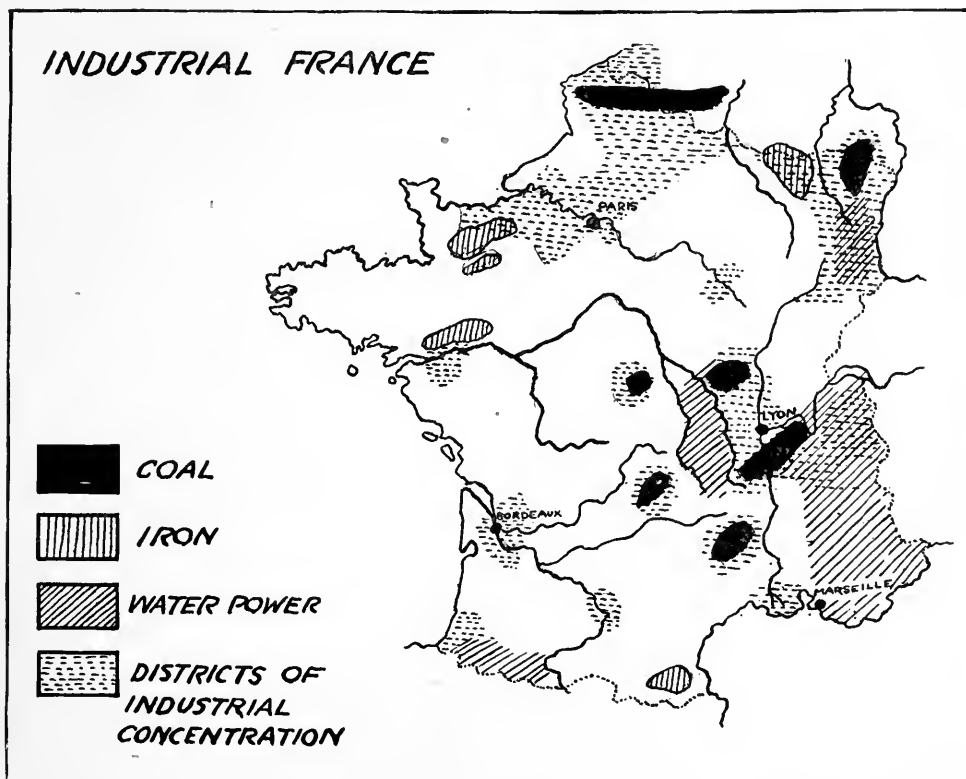 INDUSTRIAL FRANCE
PARIS
LYON
BORDEAUX
MARSEILLE
COAL
IRON
WATER POWER
DISTRICTS OF
INDUSTRIAL
CONCENTRATION